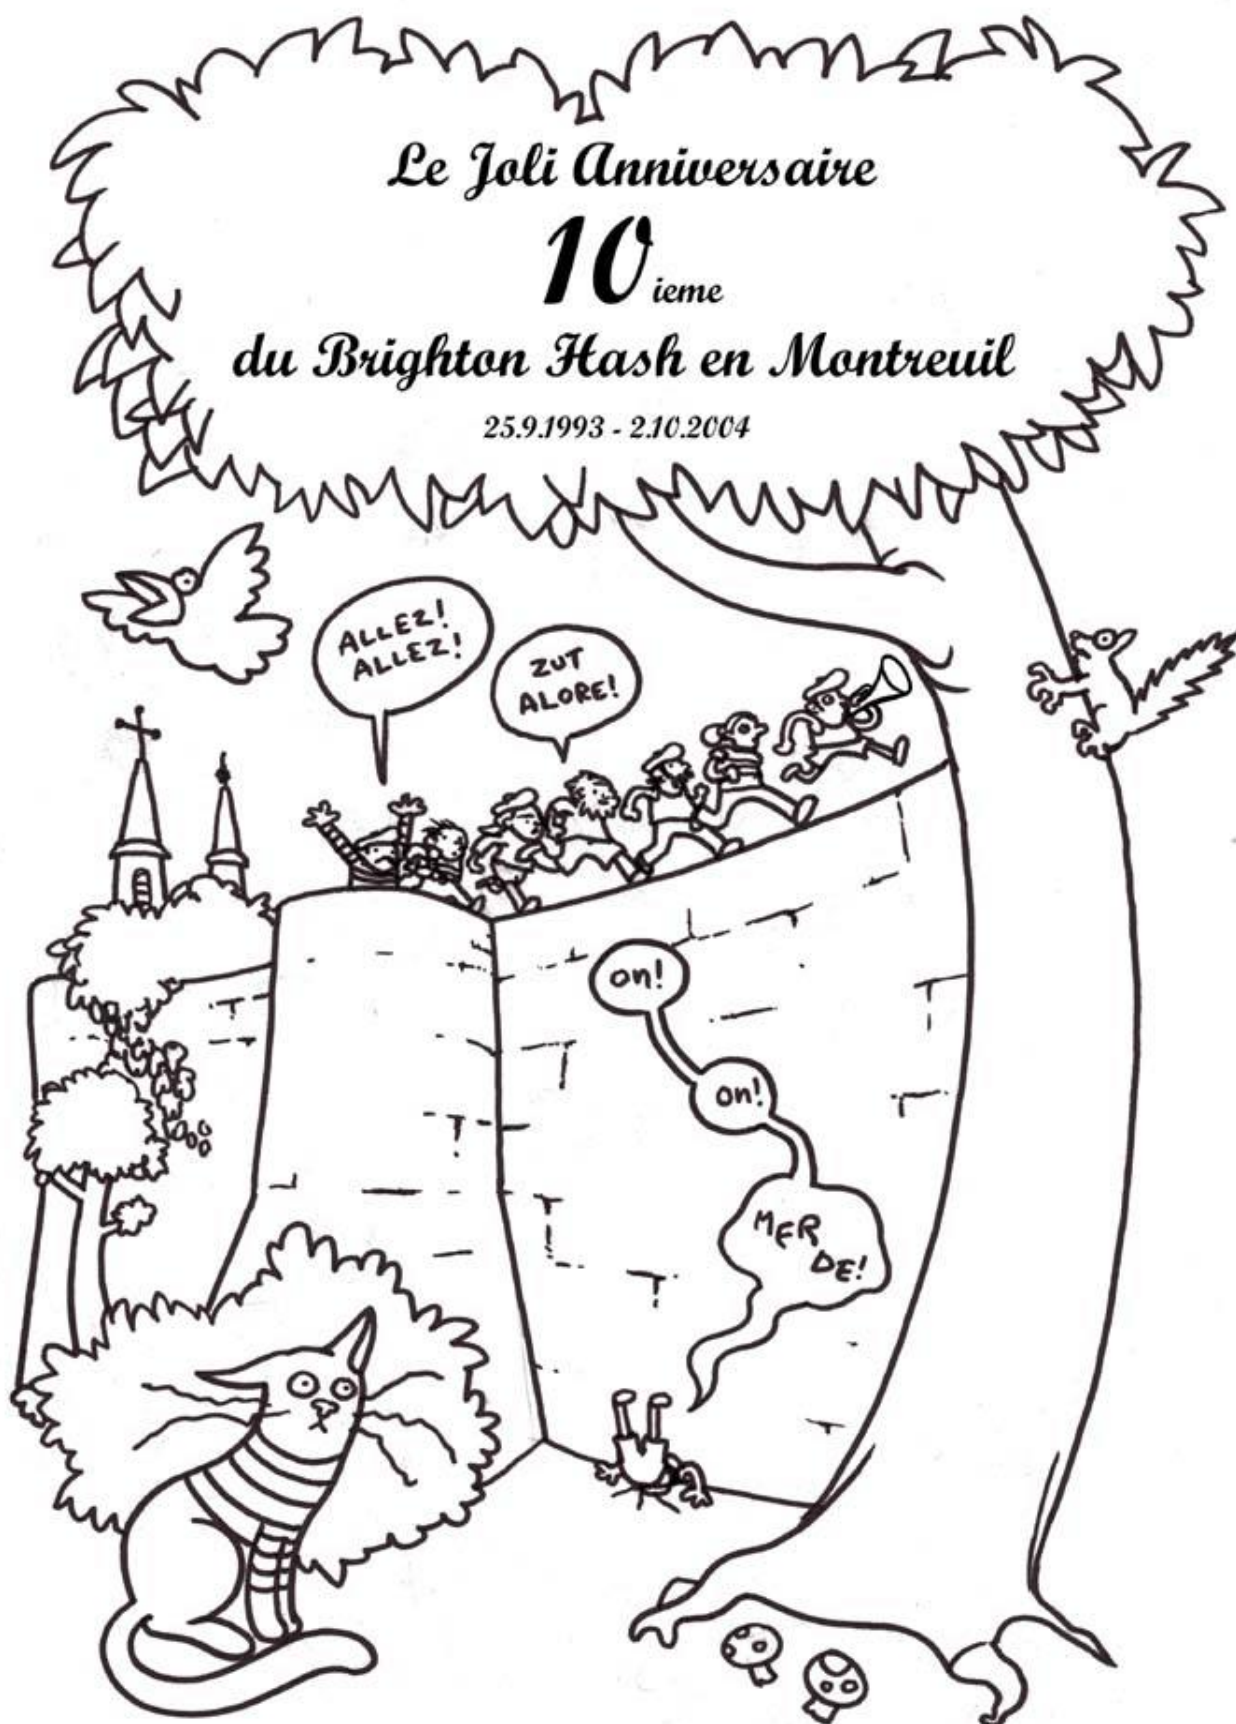 Le Joli Anniversaire
10ieme
du Brighton Hash en Montreuil
25.9.1993 - 2.10.2004
ALLEZ!
ALLEZ!
ZUT
ALORE!
on!
on!
MER
DE!